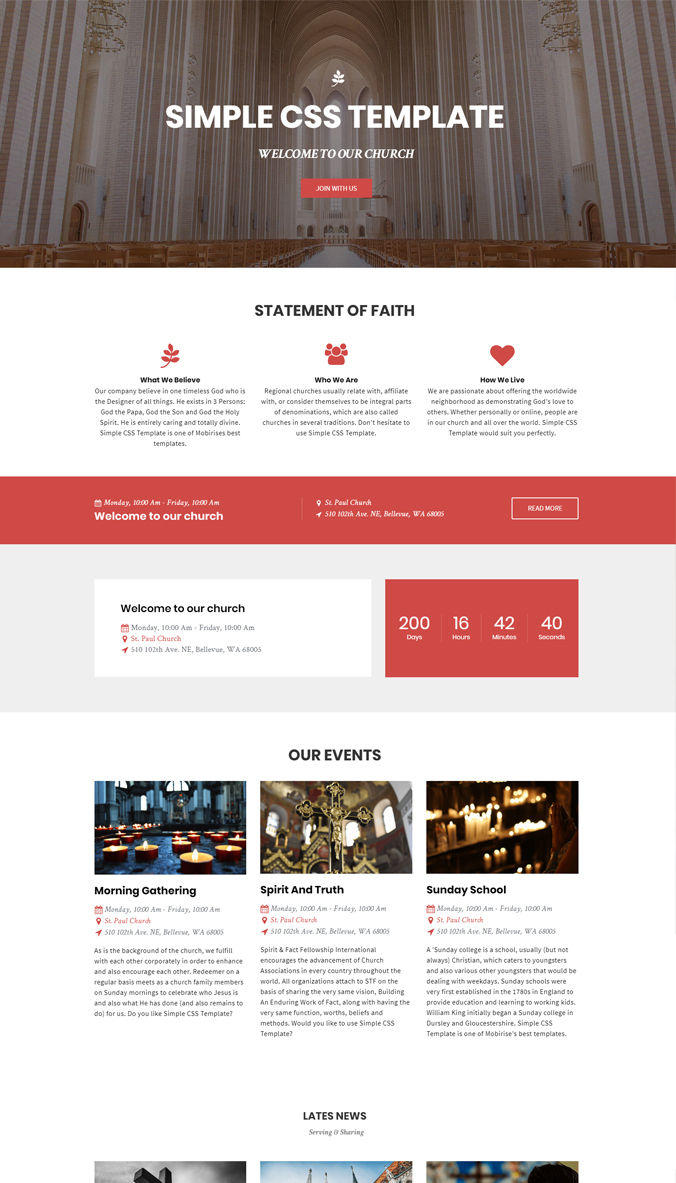 SIMPLE CSS TEMPLATE
WELCOME TO OUR CHURCH
JOIN WITH US
STATEMENT OF FAITH
What We Believe
Our company believe in one timeless God who is
the Designer of all things. He exists in 3 Persons:
God the Papa, God the Son and God the Holy
Spirit. He is entirely caring and totally divine.
Simple CSS Template is one of Mobirises best
templates.
Who We Are
Regional churches usually relate with, affiliate
with, or consider themselves to be integral parts
of denominations, which are also called
churches in several traditions. Don't hesitate to
use Simple CSS Template.
How We Live
We are passionate about offering the worldwide
neighborhood as demonstrating God's love to
others. Whether personally or online, people are
in our church and all over the world. Simple CSS
Template would suit you perfectly.
Monday, 10:00 Am - Friday, 10:00 Am
Welcome to our church
St. Paul Church
510 102th Ave. NE, Bellevue, WA 68005
READ MORE
Welcome to our church
Monday, 10:00 Am - Friday, 10:00 Am
St. Paul Church
510 102th Ave. NE, Bellevue, WA 68005
200 16 42 40
Days Hours Minutes Seconds
OUR EVENTS
Morning Gathering
Monday, 10:00 Am - Friday, 10:00 Am
St. Paul Church
510 102th Ave. NE, Bellevue, WA 68005
As is the background of the church, we fulfill
with each other corporately in order to enhance
and also encourage each other. Redeemer on a
regular basis meets as a church family members
on Sunday mornings to celebrate who Jesus is
and also what He has done (and also remains to
do) for us. Do you like Simple CSS Template?
Spirit And Truth
Monday, 10:00 Am - Friday, 10:00 Am
St. Paul Church
510 102th Ave. NE, Bellevue, WA 68005
Spirit & Fact Fellowship International
encourages the advancement of Church
Associations in every country throughout the
world. All organizations attach to STF on the
basis of sharing the very same vision, Building
An Enduring Work of Fact, along with having the
very same function, worths, beliefs and
methods. Would you like to use Simple CSS
Template?
Sunday School
Monday, 10:00 Am - Friday, 10:00 Am
St. Paul Church
510 102th Ave. NE, Bellevue, WA 68005
A 'Sunday college is a school, usually (but not
always) Christian, which caters to youngsters
and also various other youngsters that would be
dealing with weekdays. Sunday schools were
very first established in the 1780s in England to
provide education and learning to working kids.
William King initially began a Sunday college in
Dursley and Gloucestershire. Simple CSS
Template is one of Mobirise's best templates.
LATES NEWS
Serving & Sharing